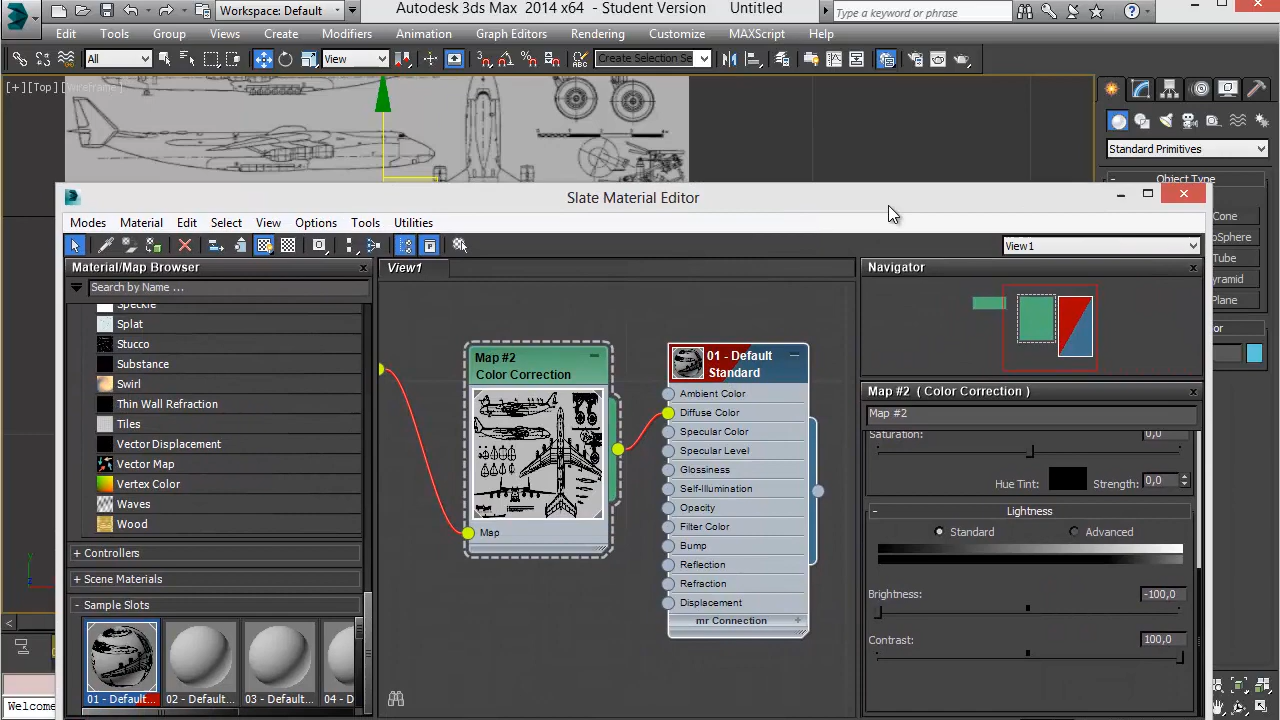 Workspace: Default
Autodesk 3ds Max 2014 x64 - Student Version Untitled
Type a keyword or phrase
Edit Tools Group Views Create Modifiers Animation Graph Editors Rendering Customize MAXScript Help
All
View
Create Selection Se
[+] [Top] [Wireframe]
Standard Primitives
Object Type
Cone
Tube
Plane
Slate Material Editor
Modes Material Edit Select View Options Tools Utilities
View1
Material/Map Browser
View1
Navigator
Search by Name ...
Speckle
Splat
Stucco
Substance
Swirl
Thin Wall Refraction
Tiles
Vector Displacement
Vector Map
Vertex Color
Waves
Wood
+ Controllers
+ Scene Materials
- Sample Slots
01 - Default... 02 - Default... 03 - Default... 04 - D
Map #2
Color Correction
Map
01 - Default
Standard
Ambient Color
Diffuse Color
Specular Color
Specular Level
Glossiness
Self-Illumination
Opacity
Filter Color
Bump
Reflection
Refraction
Displacement
mr Connection +
Map #2 ( Color Correction )
Map #2
Saturation: 0,0
Hue Tint: Strength: 0,0
- Lightness
Standard Advanced
Brightness: -100,0
Contrast: 100,0
Welcome